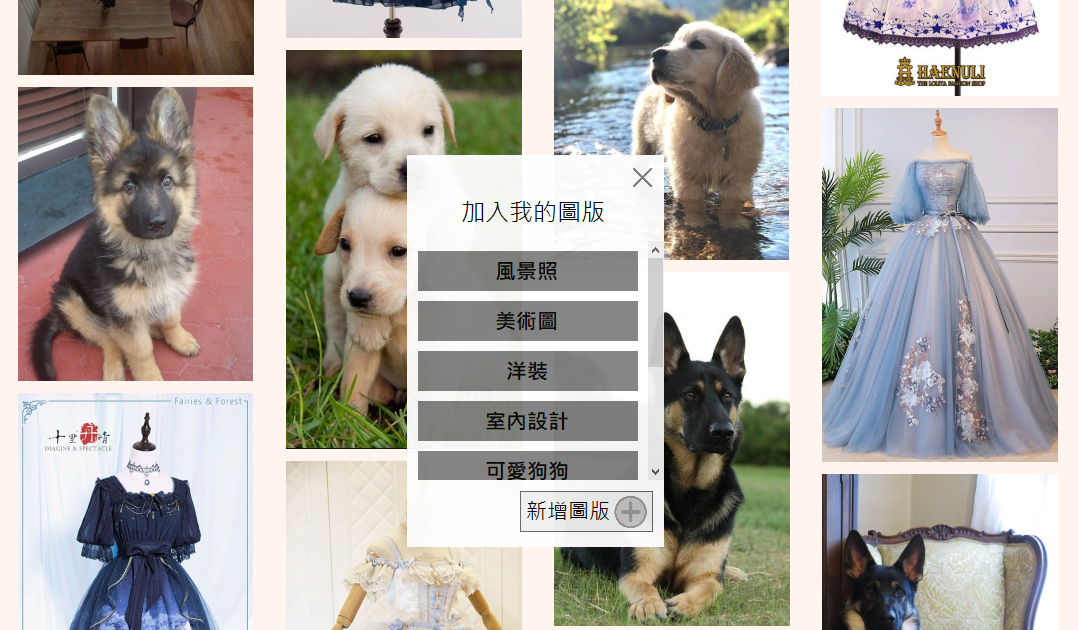 HAENULI
THE LOLITA FASHION SHOP
加入我的圖版
風景照
美術圖
洋裝
室內設計
可愛狗狗
新增圖版
Fairies & Forest
十里丹青
IMAGINE & SPECTACLE